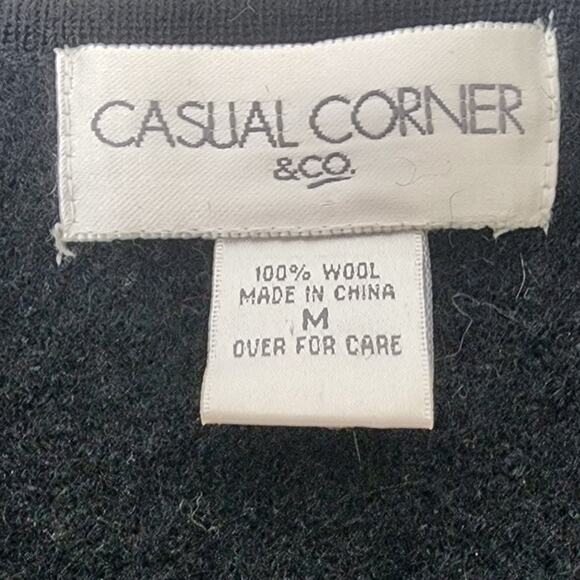 CASUAL CORNER
&CO.
100% WOOL
MADE IN CHINA
M
OVER FOR CARE